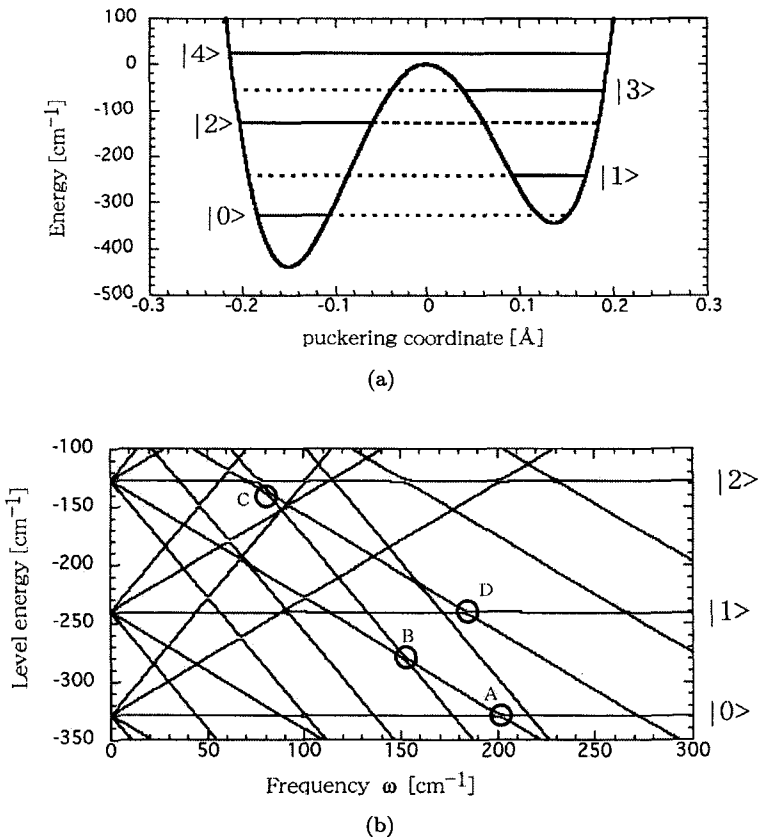 100
0
-100
-200
-300
-400
-500
Energy [cm⁻¹]
|4>
|3>
|2>
|1>
|0>
-0.3 -0.2 -0.1 0 0.1 0.2 0.3
puckering coordinate [Å]
(a)
-100
-150
-200
-250
-300
-350
Level energy [cm⁻¹]
C
D
B
A
|2>
|1>
|0>
0 50 100 150 200 250 300
Frequency ω [cm⁻¹]
(b)